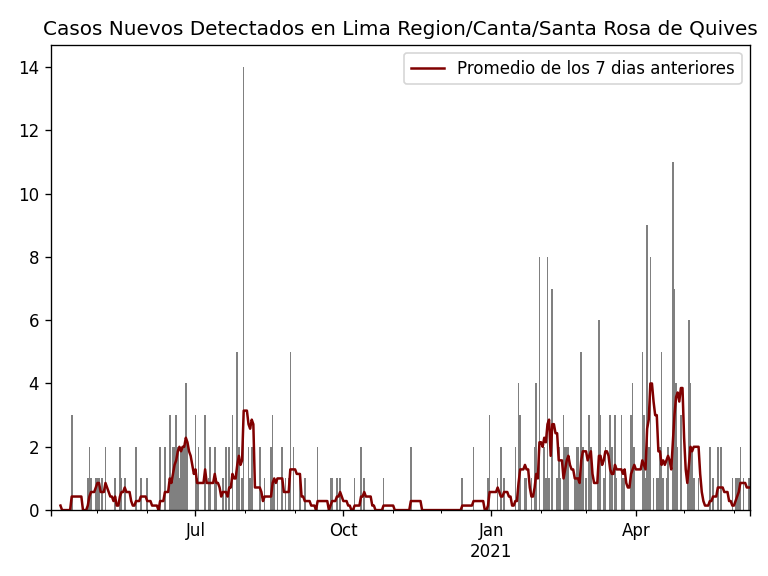 Casos Nuevos Detectados en Lima Region/Canta/Santa Rosa de Quives
Promedio de los 7 dias anteriores
14
12
10
8
6
4
2
0
Jul
Oct
Jan
2021
Apr